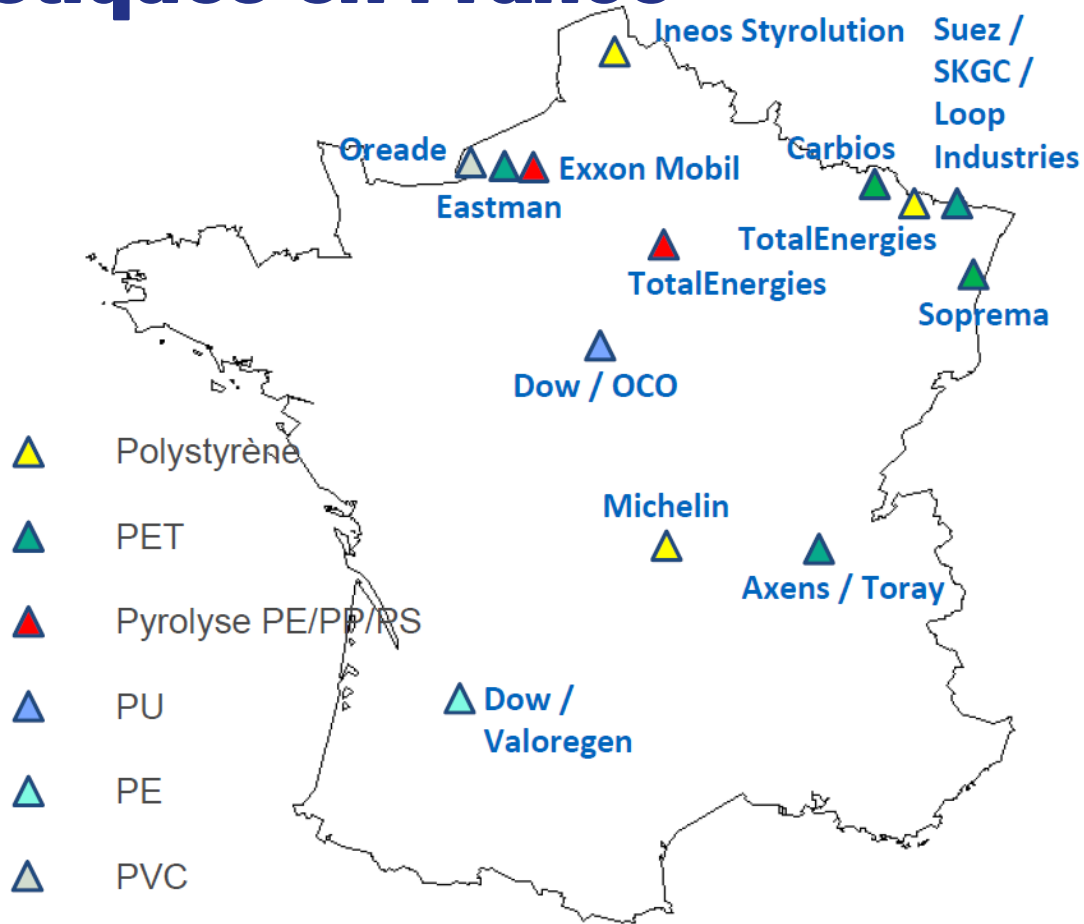 Ineos Styrolution
Suez /
SKGC /
Loop
Industries
Oreade
Exxon Mobil
Eastman
Carbios
TotalEnergies
TotalEnergies
Soprema
Dow / OCO
Michelin
Axens / Toray
Dow /
Valoregen
Polystyrène
PET
Pyrolyse PE/PP/PS
PU
PE
PVC